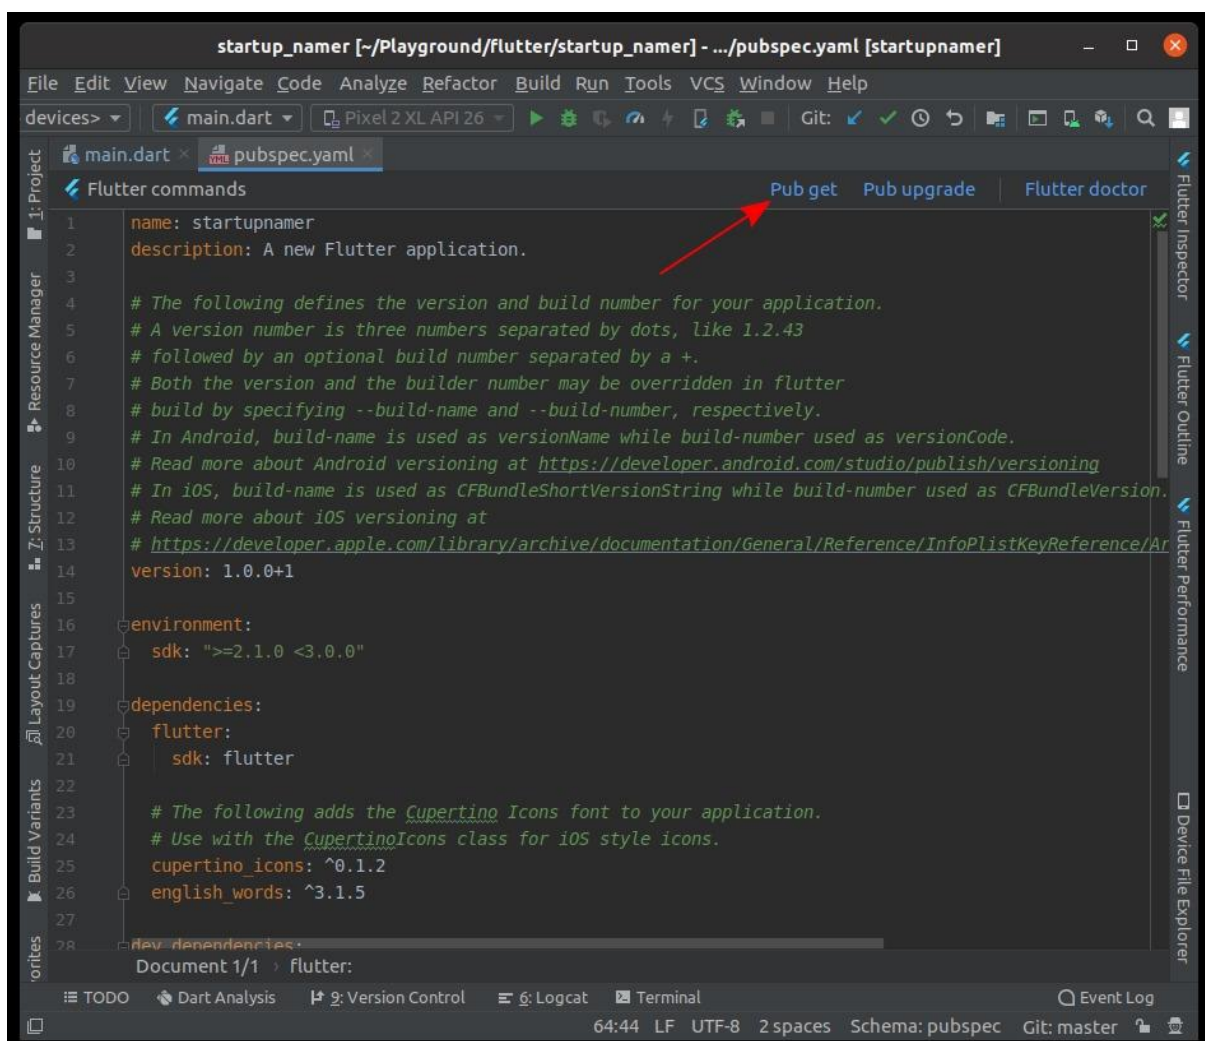 startup_namer [~/Playground/flutter/startup_namer] - .../pubspec.yaml [startupnamer]
File Edit View Navigate Code Analyze Refactor Build Run Tools VCS Window Help
devices> main.dart Pixel 2 XL API 26 Git:
main.dart pubspec.yaml
Flutter commands Pub get Pub upgrade Flutter doctor
1 name: startupnamer
2 description: A new Flutter application.
3
4 # The following defines the version and build number for your application.
5 # A version number is three numbers separated by dots, like 1.2.43
6 # followed by an optional build number separated by a +.
7 # Both the version and the builder number may be overridden in flutter
8 # build by specifying --build-name and --build-number, respectively.
9 # In Android, build-name is used as versionName while build-number used as versionCode.
10 # Read more about Android versioning at https://developer.android.com/studio/publish/versioning
11 # In iOS, build-name is used as CFBundleShortVersionString while build-number used as CFBundleVersion.
12 # Read more about iOS versioning at
13 # https://developer.apple.com/library/archive/documentation/General/Reference/InfoPlistKeyReference/Ar
14 version: 1.0.0+1
15
16 environment:
17 sdk: ">=2.1.0 <3.0.0"
18
19 dependencies:
20 flutter:
21 sdk: flutter
22
23 # The following adds the Cupertino Icons font to your application.
24 # Use with the CupertinoIcons class for iOS style icons.
25 cupertino_icons: ^0.1.2
26 english_words: ^3.1.5
27
28 dev_dependencies:
Document 1/1 › flutter:
TODO Dart Analysis 9: Version Control 6: Logcat Terminal Event Log
64:44 LF UTF-8 2 spaces Schema: pubspec Git: master
1: Project
Resource Manager
Z: Structure
Layout Captures
Build Variants
vorites
Flutter Inspector
Flutter Outline
Flutter Performance
Device File Explorer